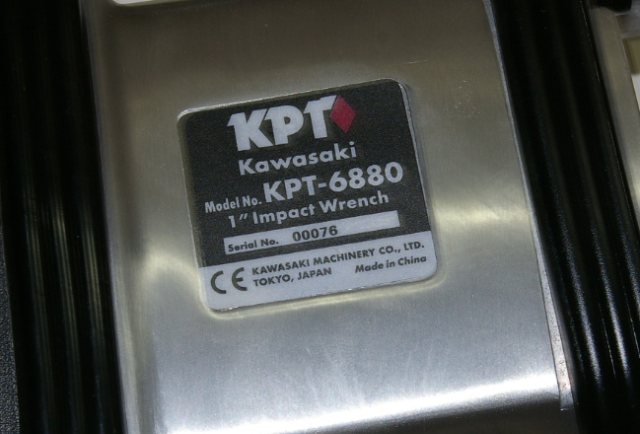 KPT
Kawasaki
Model No. KPT-6880
1" Impact Wrench
Serial No. 00076
CE KAWASAKI MACHINERY CO., LTD.
TOKYO, JAPAN Made in China